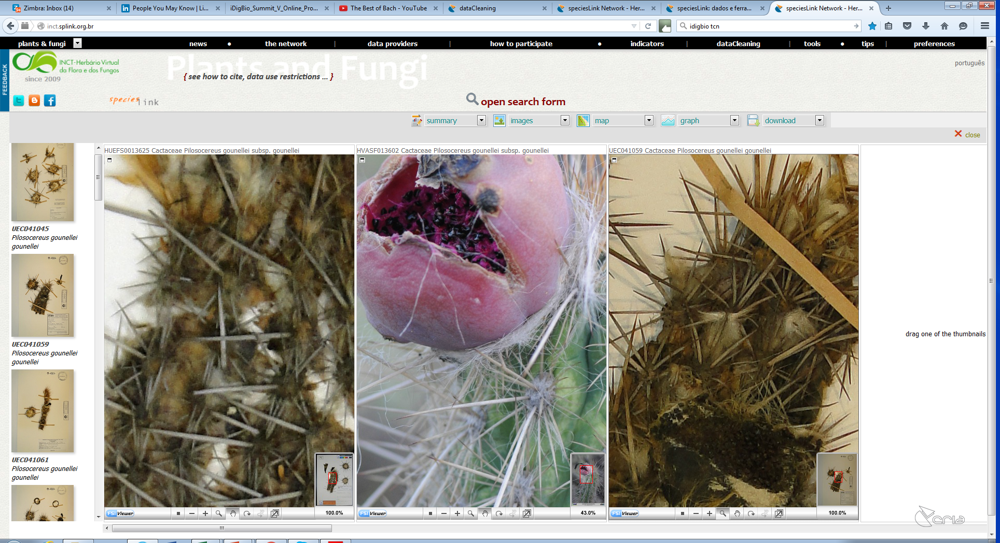 Zimbra: Inbox (14)
People You May Know | Li...
iDigBio_Summit_V_Online_Pro...
The Best of Bach - YouTube
dataCleaning
speciesLink Network - Her...
speciesLink: dados e ferra...
speciesLink Network - Her...
inct.splink.org.br
idigbio tcn
plants & fungi
news
the network
data providers
how to participate
indicators
dataCleaning
tools
tips
preferences
FEEDBACK
INCT-Herbário Virtual
da Flora e dos Fungos
since 2009
Plants and Fungi
{ see how to cite, data use restrictions ... }
português
species
link
open search form
summary
images
map
graph
download
close
UEC041045
Pilosocereus gounellei
gounellei
UEC041059
Pilosocereus gounellei
gounellei
UEC041061
Pilosocereus gounellei
gounellei
HUEFS0013625 Cactaceae Pilosocereus gounellei subsp. gounellei
HVASF013602 Cactaceae Pilosocereus gounellei subsp. gounellei
UEC041059 Cactaceae Pilosocereus gounellei gounellei
drag one of the thumbnails
FSI Viewer
3D
100.0%
FSI Viewer
3D
43.0%
FSI Viewer
3D
100.0%
cria